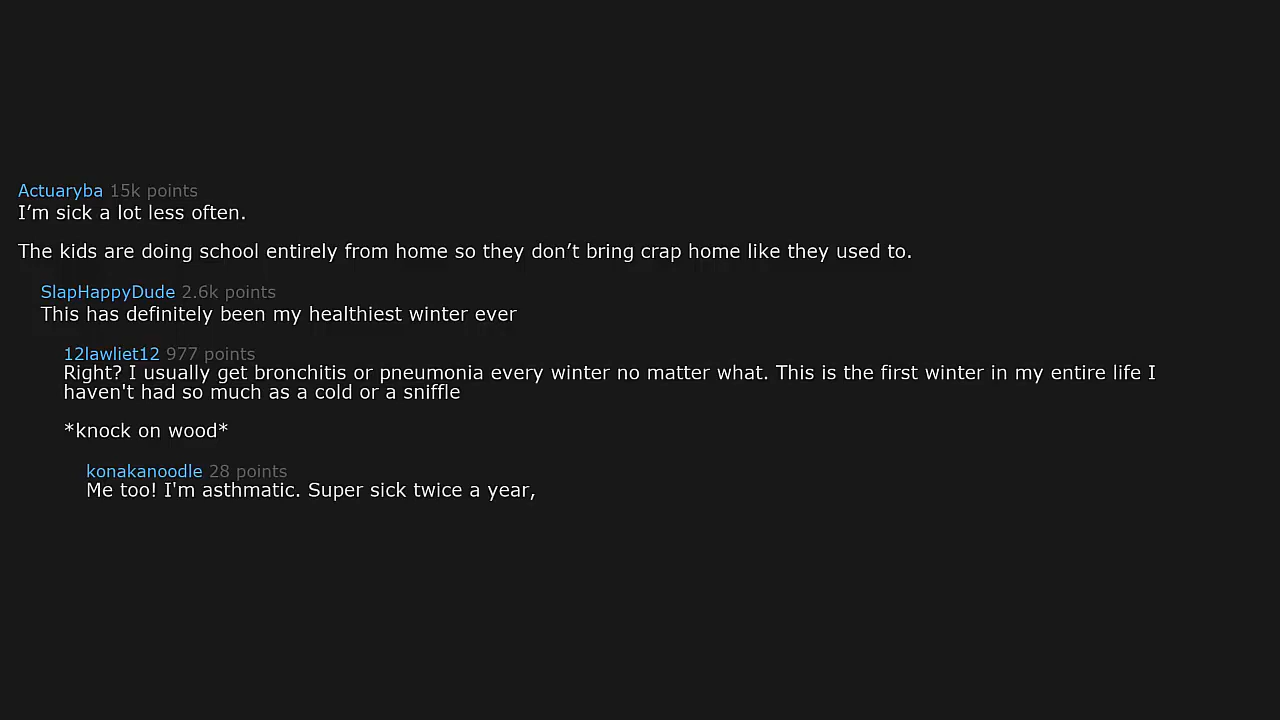 Actuaryba 15k points
I’m sick a lot less often.
The kids are doing school entirely from home so they don’t bring crap home like they used to.
SlapHappyDude 2.6k points
This has definitely been my healthiest winter ever
12lawliet12 977 points
Right? I usually get bronchitis or pneumonia every winter no matter what. This is the first winter in my entire life I
haven't had so much as a cold or a sniffle
*knock on wood*
konakanoodle 28 points
Me too! I'm asthmatic. Super sick twice a year,